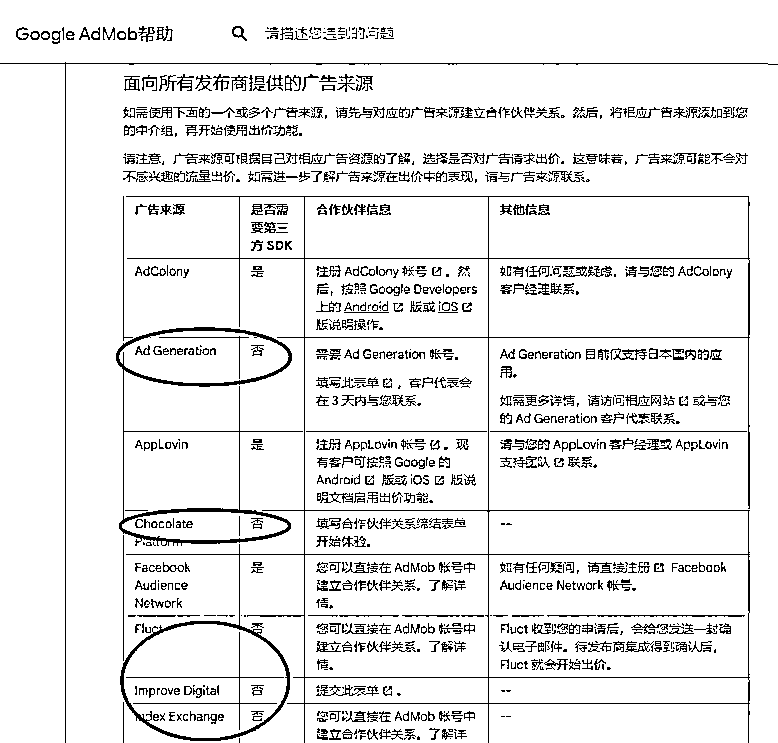 Google AdMob帮助
请描述您遇到的问题
面向所有发布商提供的广告来源
如需使用下面的一个或多个广告来源，请先与对应的广告来源建立合作伙伴关系。然后，将相应广告来源添加到您
的中介组，再开始使用出价功能。
请注意，广告来源可根据自己对相应广告资源的了解，选择是否对广告请求出价。这意味着，广告来源可能不会对
不感兴趣的流量出价。如需进一步了解广告来源在出价中的表现，请与广告来源联系。
广告来源
是否需
要第三
方 SDK
合作伙伴信息
其他信息
AdColony
是
注册 AdColony 帐号。然
后，按照 Google Developers
上的 Android 版或 iOS
版说明操作。
如有任何问题或疑虑，请与您的 AdColony
客户经理联系。
Ad Generation
否
需要 Ad Generation 帐号。
填写此表单，客户代表会
在 3 天内与您联系。
Ad Generation 目前仅支持日本国内的应
用。
如需更多详情，请访问相应网站或与您
的 Ad Generation 客户代表联系。
AppLovin
是
注册 AppLovin 帐号。现
有客户可按照 Google 的
Android 版或 iOS 版说
明文档启用出价功能。
请与您的 AppLovin 客户经理或 AppLovin
支持团队联系。
Chocolate
Platform
否
填写合作伙伴关系缔结表单
开始体验。
--
Facebook
Audience
Network
是
您可以直接在 AdMob 帐号中
建立合作伙伴关系。了解详
情。
如有任何疑问，请直接注册 Facebook
Audience Network 帐号。
Fluct
否
您可以直接在 AdMob 帐号中
建立合作伙伴关系。了解详
情。
Fluct 收到您的申请后，会给您发送一封确
认电子邮件。待发布商集成得到确认后，
Fluct 就会开始出价。
Improve Digital
否
提交此表单。
--
Index Exchange
否
您可以直接在 AdMob 帐号中
建立合作伙伴关系。了解详
--